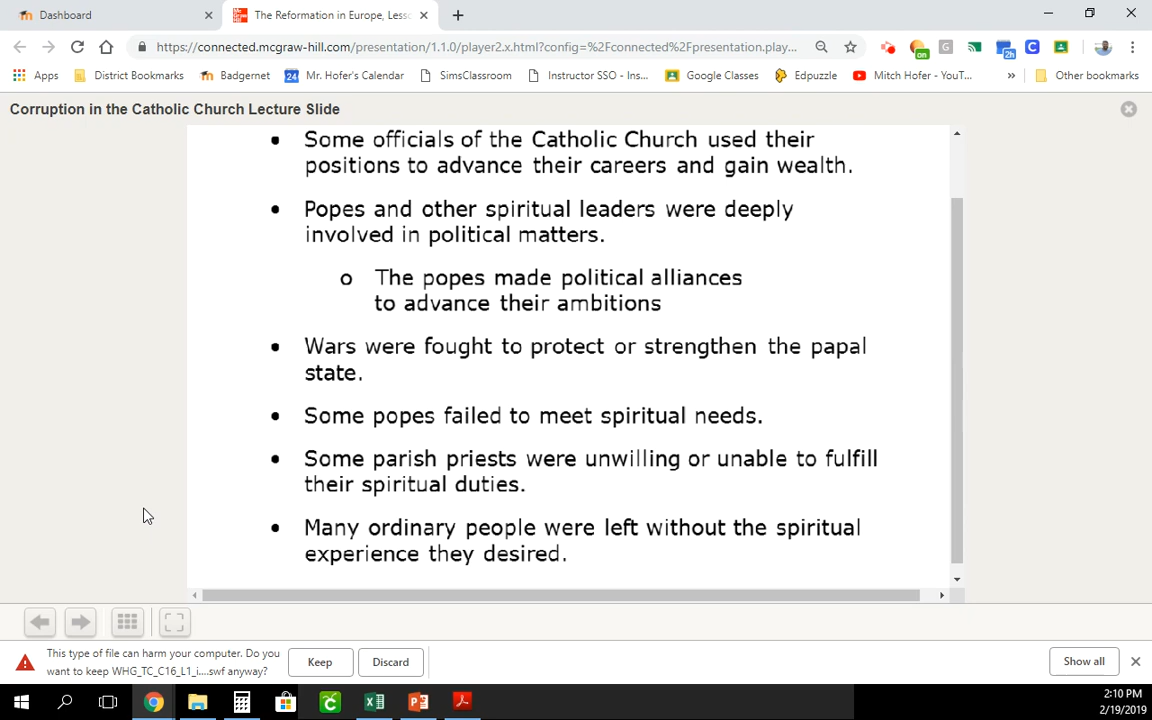 Dashboard
The Reformation in Europe, Less
https://connected.mcgraw-hill.com/presentation/1.1.0/player2.x.html?config=%2Fconnected%2Fpresentation.play...
on
G
2h
C
Apps
District Bookmarks
Badgernet
24
Mr. Hofer's Calendar
SimsClassroom
Instructor SSO - Ins...
Google Classes
Edpuzzle
Mitch Hofer - YouT...
»
Other bookmarks
Corruption in the Catholic Church Lecture Slide
• Some officials of the Catholic Church used their
positions to advance their careers and gain wealth.
• Popes and other spiritual leaders were deeply
involved in political matters.
o The popes made political alliances
to advance their ambitions
• Wars were fought to protect or strengthen the papal
state.
• Some popes failed to meet spiritual needs.
• Some parish priests were unwilling or unable to fulfill
their spiritual duties.
• Many ordinary people were left without the spiritual
experience they desired.
This type of file can harm your computer. Do you
want to keep WHG_TC_C16_L1_i....swf anyway?
Keep
Discard
Show all
2:10 PM
2/19/2019